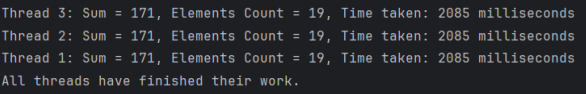 Thread 3: Sum = 171, Elements Count = 19, Time taken: 2085 milliseconds
Thread 2: Sum = 171, Elements Count = 19, Time taken: 2085 milliseconds
Thread 1: Sum = 171, Elements Count = 19, Time taken: 2085 milliseconds
All threads have finished their work.